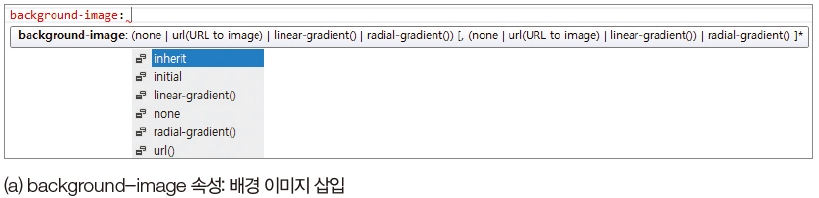 background-image:
background-image: (none | url(URL to image) | linear-gradient() | radial-gradient()) [, (none | url(URL to image) | linear-gradient()) | radial-gradient() ]*
inherit
initial
linear-gradient()
none
radial-gradient()
url()
(a) background-image 속성: 배경 이미지 삽입